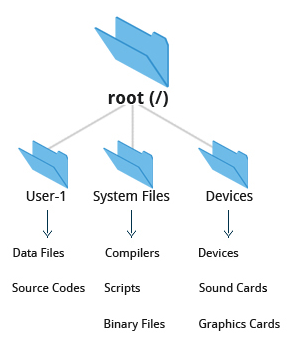 root (/)
User-1 System Files Devices
Data Files Compilers Devices
Source Codes Scripts Sound Cards
Binary Files Graphics Cards